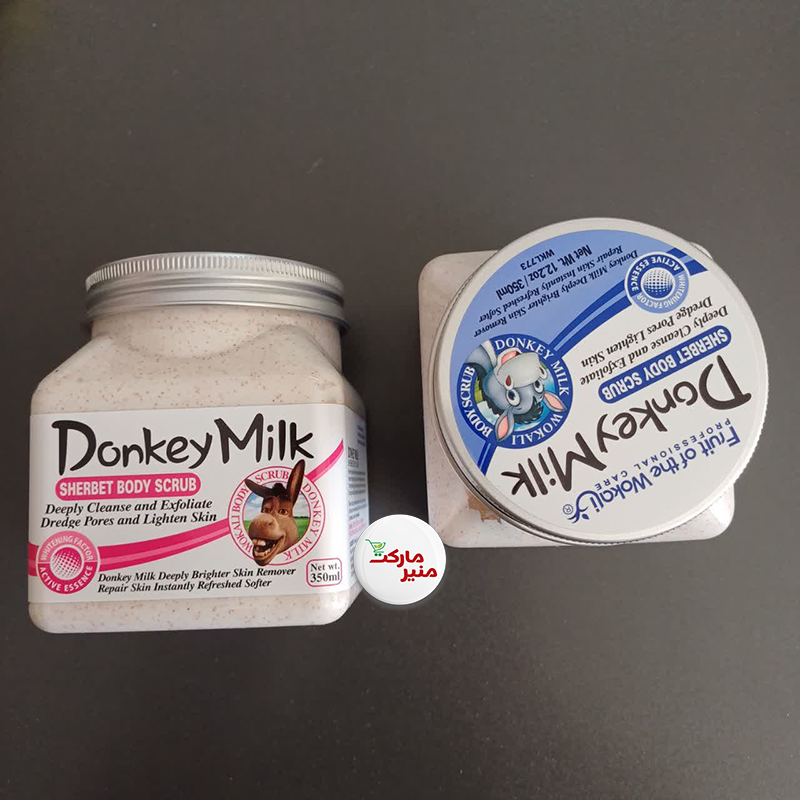 Donkey Milk
SHERBET BODY SCRUB
Deeply Cleanse and Exfoliate
Dredge Pores and Lighten Skin
WOKALI BODY SCRUB DONKEY MILK
WHITENING FACTOR
ACTIVE ESSENCE
Donkey Milk Deeply Brighter Skin Remover
Repair Skin Instantly Refreshed Softer
Net wt.
350ml
مارکت
منیر
Fruit of the Wokali ®
PROFESSIONAL CARE
Donkey Milk
SHERBET BODY SCRUB
Deeply Cleanse and Exfoliate
Dredge Pores Lighten Skin
DONKEY MILK WOKALI BODY SCRUB
WHITENING FACTOR
ACTIVE ESSENCE
Donkey Milk Deeply Brighter Skin Remover
Repair Skin Instantly Refreshed Softer
Net Wt. 12.2oz / 350ml
WKL773